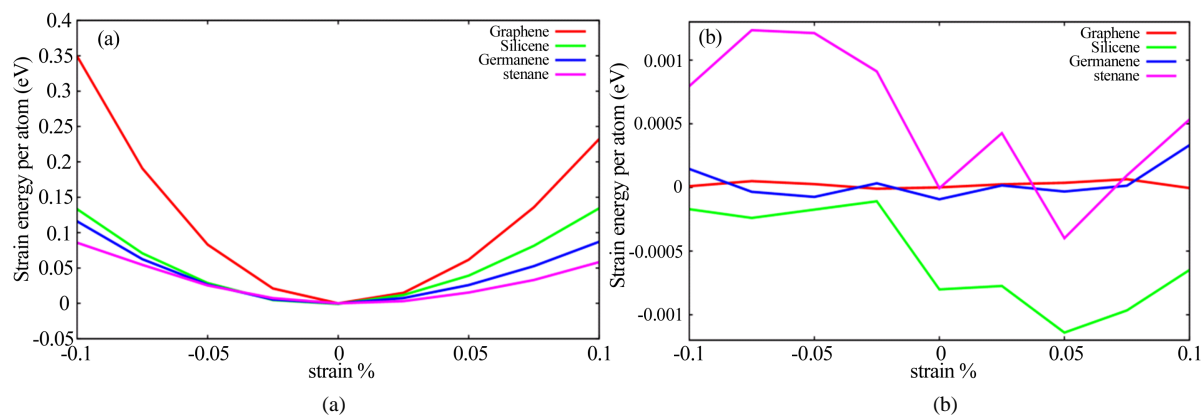 (a)
Graphene
Silicene
Germanene
stenane
Strain energy per atom (eV)
0.4
0.35
0.3
0.25
0.2
0.15
0.1
0.05
0
-0.05
-0.1
-0.05
0
0.05
0.1
strain %
(a)
(b)
Graphene
Silicene
Germanene
stenane
Strain energy per atom (eV)
0.001
0.0005
0
-0.0005
-0.001
-0.1
-0.05
0
0.05
0.1
strain %
(b)